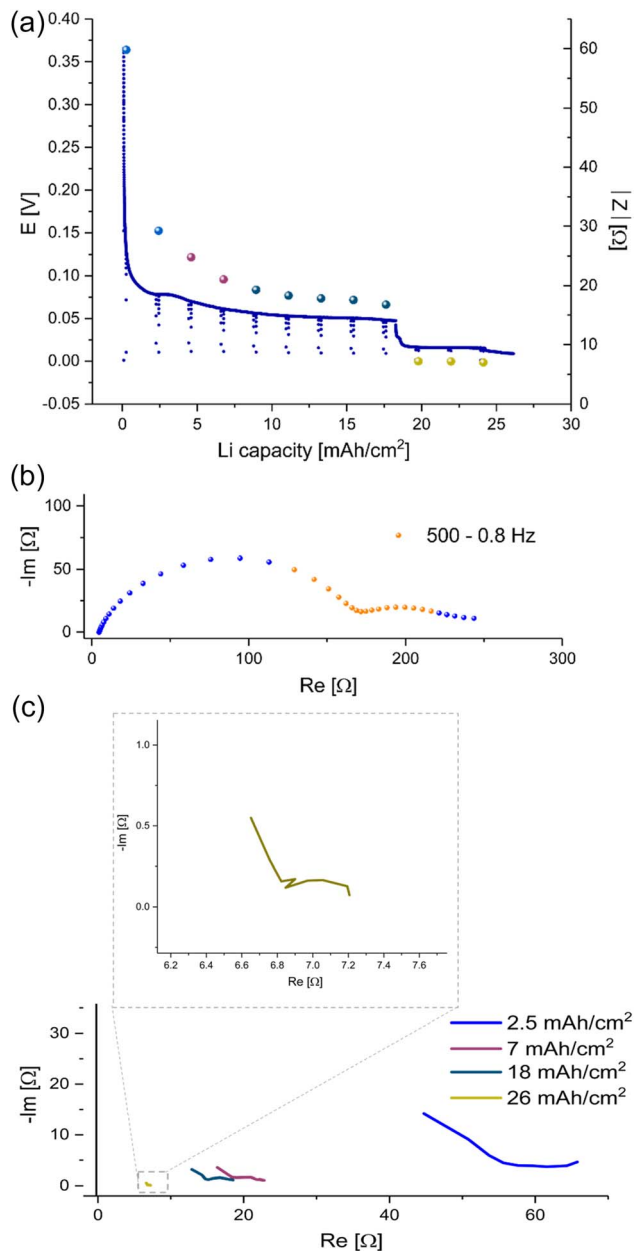 (a)
0.40
0.35
0.30
0.25
0.20
0.15
0.10
0.05
0.00
-0.05
E [V]
60
50
40
30
20
10
0
| Z | [Ω]
0 5 10 15 20 25 30
Li capacity [mAh/cm²]
(b)
100
50
0
-Im [Ω]
500 - 0.8 Hz
0 100 200 300
Re [Ω]
(c)
1.0
0.5
0.0
-Im [Ω]
6.2 6.4 6.6 6.8 7.0 7.2 7.4 7.6
Re [Ω]
30
20
10
0
-Im [Ω]
2.5 mAh/cm²
7 mAh/cm²
18 mAh/cm²
26 mAh/cm²
0 20 40 60
Re [Ω]